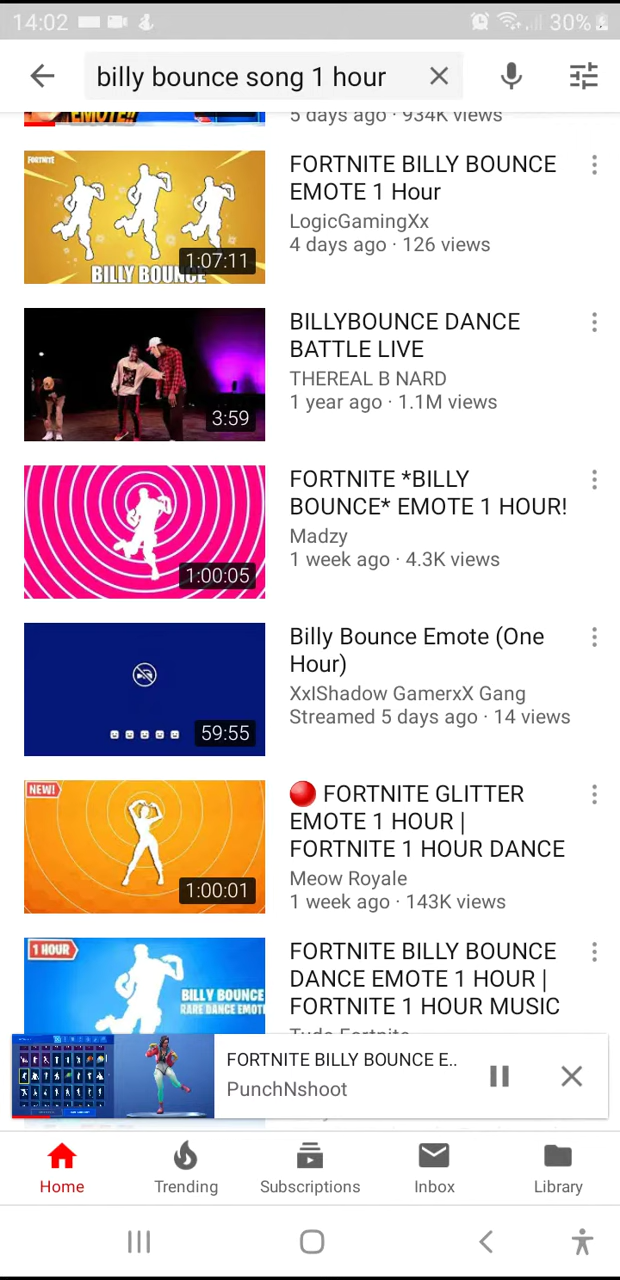 14:02
30%
billy bounce song 1 hour
EMOTE!!
5 days ago · 934K views
FORTNITE
BILLY BOUNCE
1:07:11
FORTNITE BILLY BOUNCE
EMOTE 1 Hour
LogicGamingXx
4 days ago · 126 views
3:59
BILLYBOUNCE DANCE
BATTLE LIVE
THEREAL B NARD
1 year ago · 1.1M views
1:00:05
FORTNITE *BILLY
BOUNCE* EMOTE 1 HOUR!
Madzy
1 week ago · 4.3K views
59:55
Billy Bounce Emote (One
Hour)
XxlShadow GamerxX Gang
Streamed 5 days ago · 14 views
NEW!
1:00:01
🔴 FORTNITE GLITTER
EMOTE 1 HOUR |
FORTNITE 1 HOUR DANCE
Meow Royale
1 week ago · 143K views
1 HOUR
BILLY BOUNCE
RARE DANCE EMOTE
FORTNITE BILLY BOUNCE
DANCE EMOTE 1 HOUR |
FORTNITE 1 HOUR MUSIC
FORTNITE BILLY BOUNCE E..
PunchNshoot
Home
Trending
Subscriptions
Inbox
Library